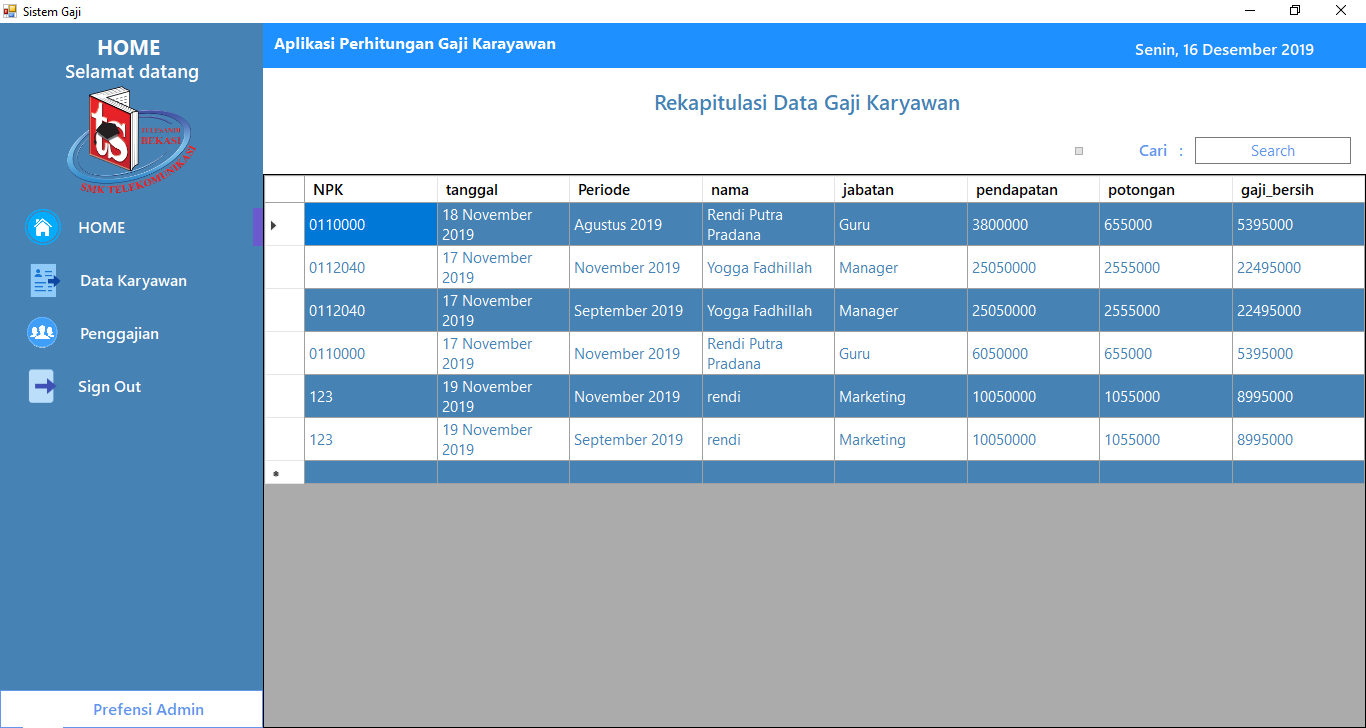 Sistem Gaji
HOME
Selamat datang
ts
TELESANDI
BEKASI
SMK TELEKOMUNIKASI
HOME
Data Karyawan
Penggajian
Sign Out
Prefensi Admin
Aplikasi Perhitungan Gaji Karayawan
Senin, 16 Desember 2019
Rekapitulasi Data Gaji Karyawan
Cari : Search
NPK tanggal Periode nama jabatan pendapatan potongan gaji_bersih
0110000 18 November 2019 Agustus 2019 Rendi Putra Pradana Guru 3800000 655000 5395000
0112040 17 November 2019 November 2019 Yogga Fadhillah Manager 25050000 2555000 22495000
0112040 17 November 2019 September 2019 Yogga Fadhillah Manager 25050000 2555000 22495000
0110000 17 November 2019 November 2019 Rendi Putra Pradana Guru 6050000 655000 5395000
123 19 November 2019 November 2019 rendi Marketing 10050000 1055000 8995000
123 19 November 2019 September 2019 rendi Marketing 10050000 1055000 8995000